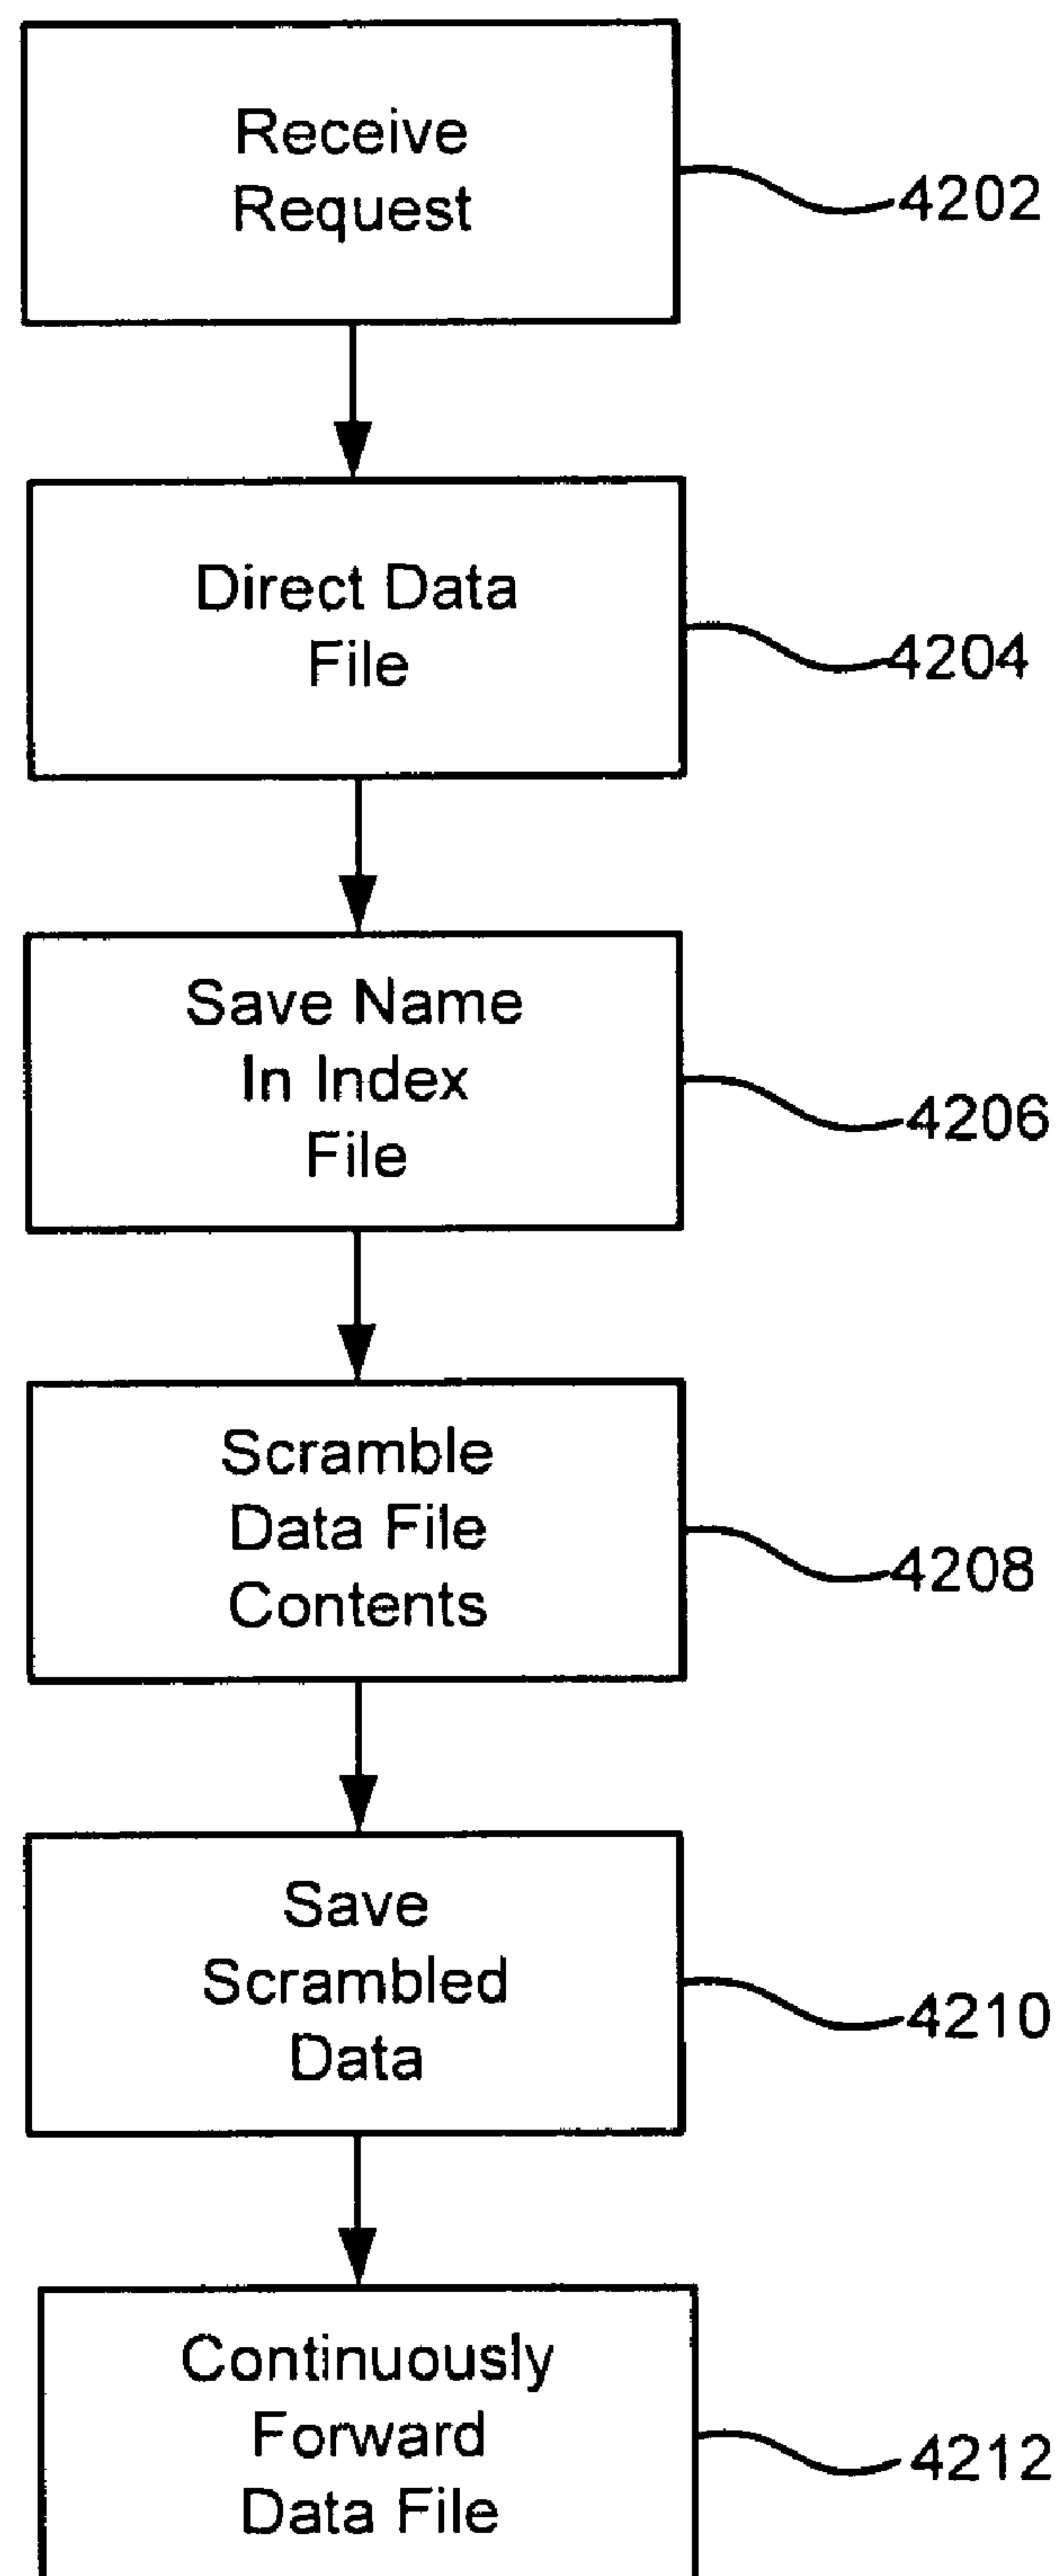 Receive
Request
4202
Direct Data
File
4204
Save Name
In Index
File
4206
Scramble
Data File
Contents
4208
Save
Scrambled
Data
4210
Continuously
Forward
Data File
4212